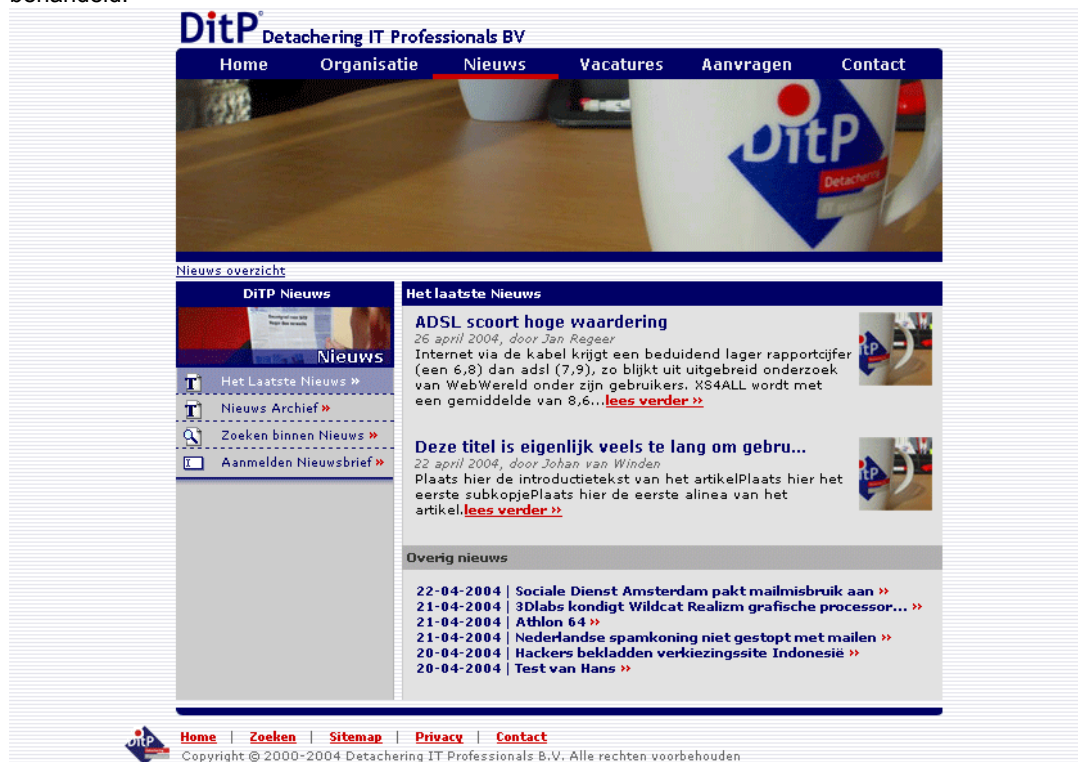 DitP Detachering IT Professionals BV
Home Organisatie Nieuws Vacatures Aanvragen Contact
DitP
Detachering
Nieuws overzicht
DiTP Nieuws
Nieuws
Het Laatste Nieuws »
Nieuws Archief »
Zoeken binnen Nieuws »
Aanmelden Nieuwsbrief »
Het laatste Nieuws
ADSL scoort hoge waardering
26 april 2004, door Jan Regeer
Internet via de kabel krijgt een beduidend lager rapportcijfer
(een 6,8) dan adsl (7,9), zo blijkt uit uitgebreid onderzoek
van WebWereld onder zijn gebruikers. XS4ALL wordt met
een gemiddelde van 8,6...lees verder »
Deze titel is eigenlijk veels te lang om gebru...
22 april 2004, door Johan van Winden
Plaats hier de introductietekst van het artikelPlaats hier het
eerste subkopjePlaats hier de eerste alinea van het
artikel.lees verder »
Overig nieuws
22-04-2004 | Sociale Dienst Amsterdam pakt mailmisbruik aan »
21-04-2004 | 3Dlabs kondigt Wildcat Realizm grafische processor... »
21-04-2004 | Athlon 64 »
21-04-2004 | Nederlandse spamkoning niet gestopt met mailen »
20-04-2004 | Hackers bekladden verkiezingssite Indonesië »
20-04-2004 | Test van Hans »
DitP
Home | Zoeken | Sitemap | Privacy | Contact
Copyright © 2000-2004 Detachering IT Professionals B.V. Alle rechten voorbehouden